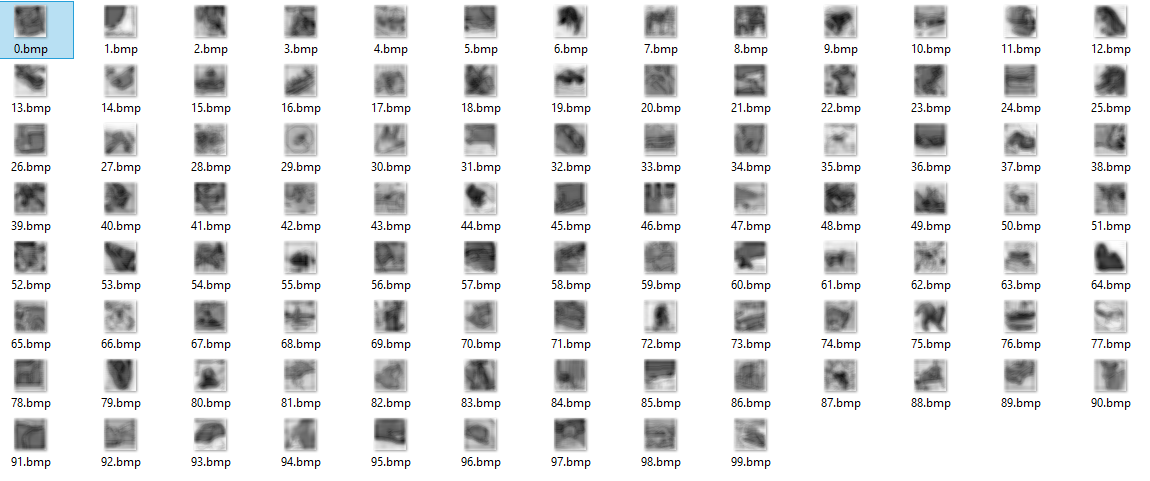 0.bmp 1.bmp 2.bmp 3.bmp 4.bmp 5.bmp 6.bmp 7.bmp 8.bmp 9.bmp 10.bmp 11.bmp 12.bmp
13.bmp 14.bmp 15.bmp 16.bmp 17.bmp 18.bmp 19.bmp 20.bmp 21.bmp 22.bmp 23.bmp 24.bmp 25.bmp
26.bmp 27.bmp 28.bmp 29.bmp 30.bmp 31.bmp 32.bmp 33.bmp 34.bmp 35.bmp 36.bmp 37.bmp 38.bmp
39.bmp 40.bmp 41.bmp 42.bmp 43.bmp 44.bmp 45.bmp 46.bmp 47.bmp 48.bmp 49.bmp 50.bmp 51.bmp
52.bmp 53.bmp 54.bmp 55.bmp 56.bmp 57.bmp 58.bmp 59.bmp 60.bmp 61.bmp 62.bmp 63.bmp 64.bmp
65.bmp 66.bmp 67.bmp 68.bmp 69.bmp 70.bmp 71.bmp 72.bmp 73.bmp 74.bmp 75.bmp 76.bmp 77.bmp
78.bmp 79.bmp 80.bmp 81.bmp 82.bmp 83.bmp 84.bmp 85.bmp 86.bmp 87.bmp 88.bmp 89.bmp 90.bmp
91.bmp 92.bmp 93.bmp 94.bmp 95.bmp 96.bmp 97.bmp 98.bmp 99.bmp